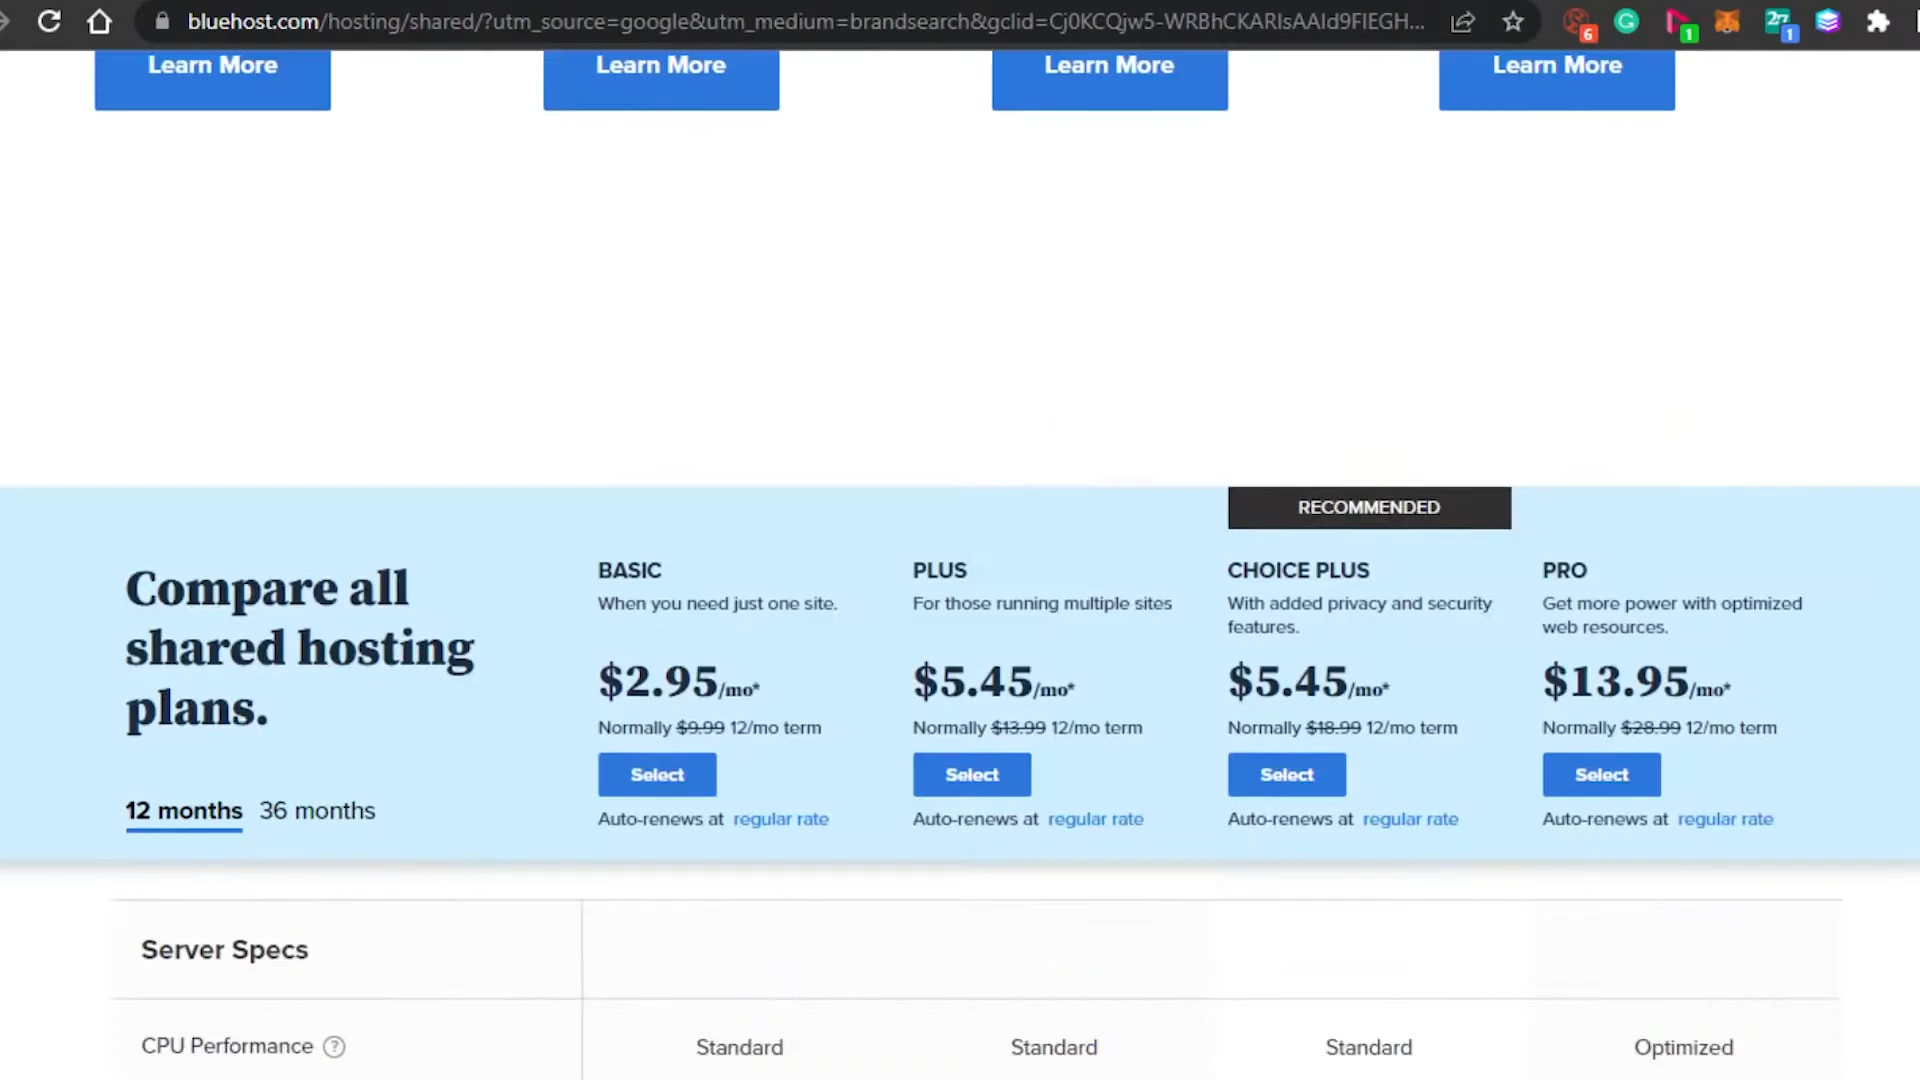 bluehost.com/hosting/shared/?utm_source=google&utm_medium=brandsearch&gclid=Cj0KCQjw5-WRBhCKARIsAAId9FIEGH...
6
1
27
1
Learn More
Learn More
Learn More
Learn More
RECOMMENDED
Compare all
shared hosting
plans.
12 months 36 months
BASIC
When you need just one site.
$2.95/mo*
Normally $9.99 12/mo term
Select
Auto-renews at regular rate
PLUS
For those running multiple sites
$5.45/mo*
Normally $13.99 12/mo term
Select
Auto-renews at regular rate
CHOICE PLUS
With added privacy and security
features.
$5.45/mo*
Normally $18.99 12/mo term
Select
Auto-renews at regular rate
PRO
Get more power with optimized
web resources.
$13.95/mo*
Normally $28.99 12/mo term
Select
Auto-renews at regular rate
Server Specs
CPU Performance ? Standard Standard Standard Optimized